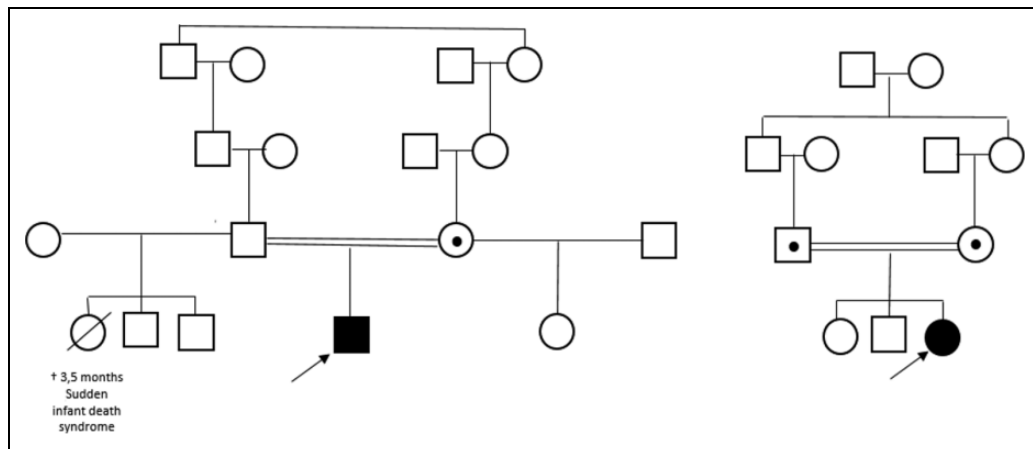 † 3,5 months
Sudden
infant death
syndrome